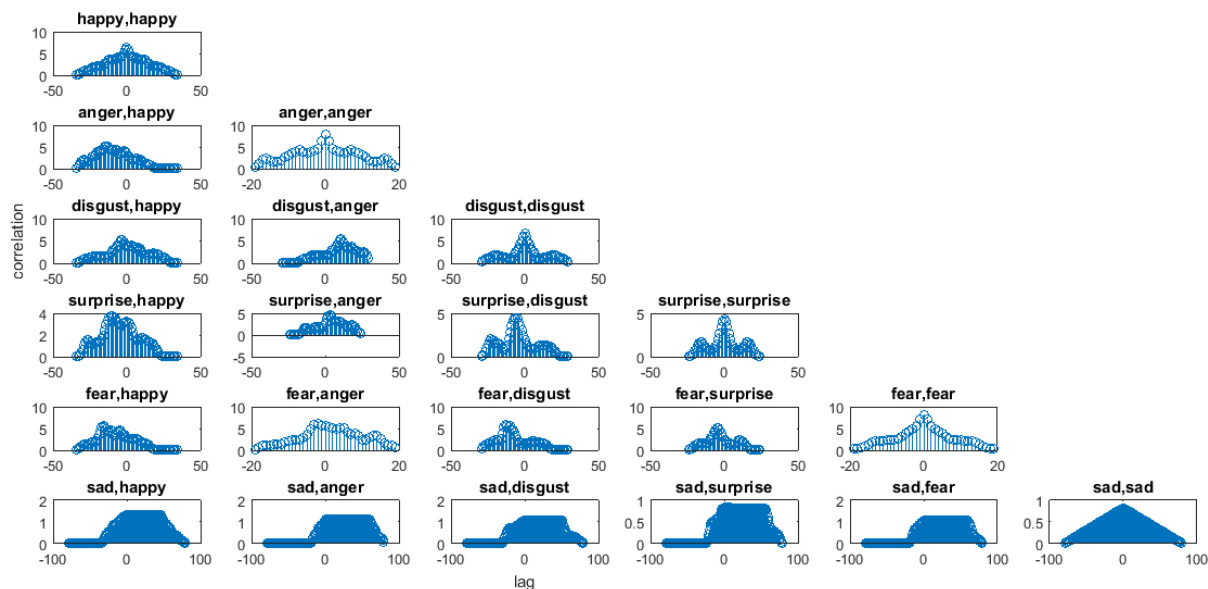 happy,happy
10
5
0
-50 0 50
anger,happy anger,anger
10 10
5 5
0 0
-50 0 50 -20 0 20
correlation
disgust,happy disgust,anger disgust,disgust
10 10 10
5 5 5
0 0 0
-50 0 50 -50 0 50 -50 0 50
surprise,happy surprise,anger surprise,disgust surprise,surprise
4 5 5 5
2 0
0 -5 0 0
-50 0 50 -50 0 50 -50 0 50 -50 0 50
fear,happy fear,anger fear,disgust fear,surprise fear,fear
10 10 10 10 10
5 5 5 5 5
0 0 0 0 0
-50 0 50 -20 0 20 -50 0 50 -50 0 50 -20 0 20
sad,happy sad,anger sad,disgust sad,surprise sad,fear sad,sad
2 2 2 1 2 1
1 1 1 0.5 1 0.5
0 0 0 0 0 0
-100 0 100 -100 0 100 -100 0 100 -100 0 100 -100 0 100 -100 0 100
lag